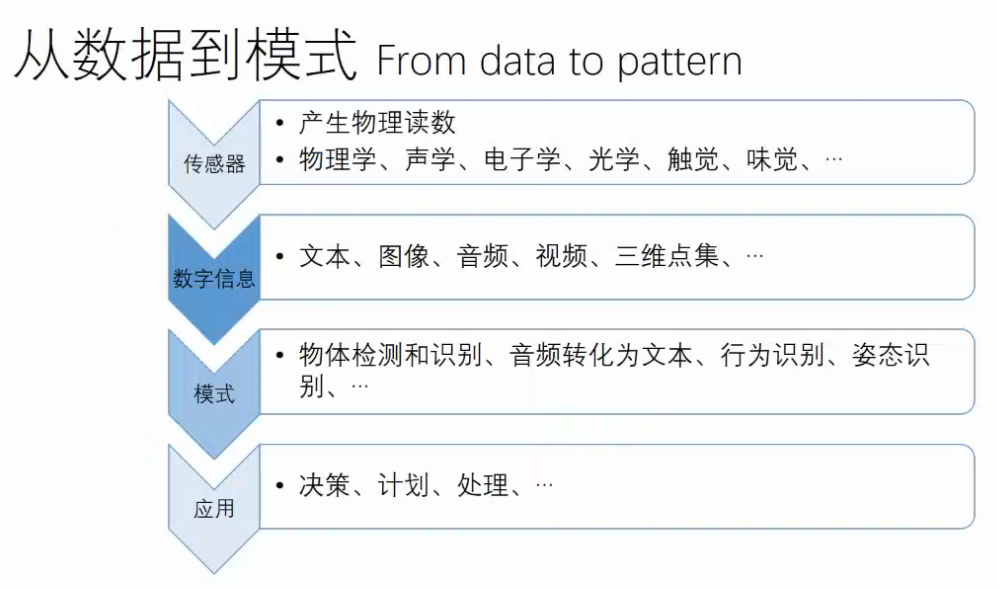 从数据到模式 From data to pattern
传感器
• 产生物理读数
• 物理学、声学、电子学、光学、触觉、味觉、…
数字信息
• 文本、图像、音频、视频、三维点集、…
模式
• 物体检测和识别、音频转化为文本、行为识别、姿态识
别、…
应用
• 决策、计划、处理、…